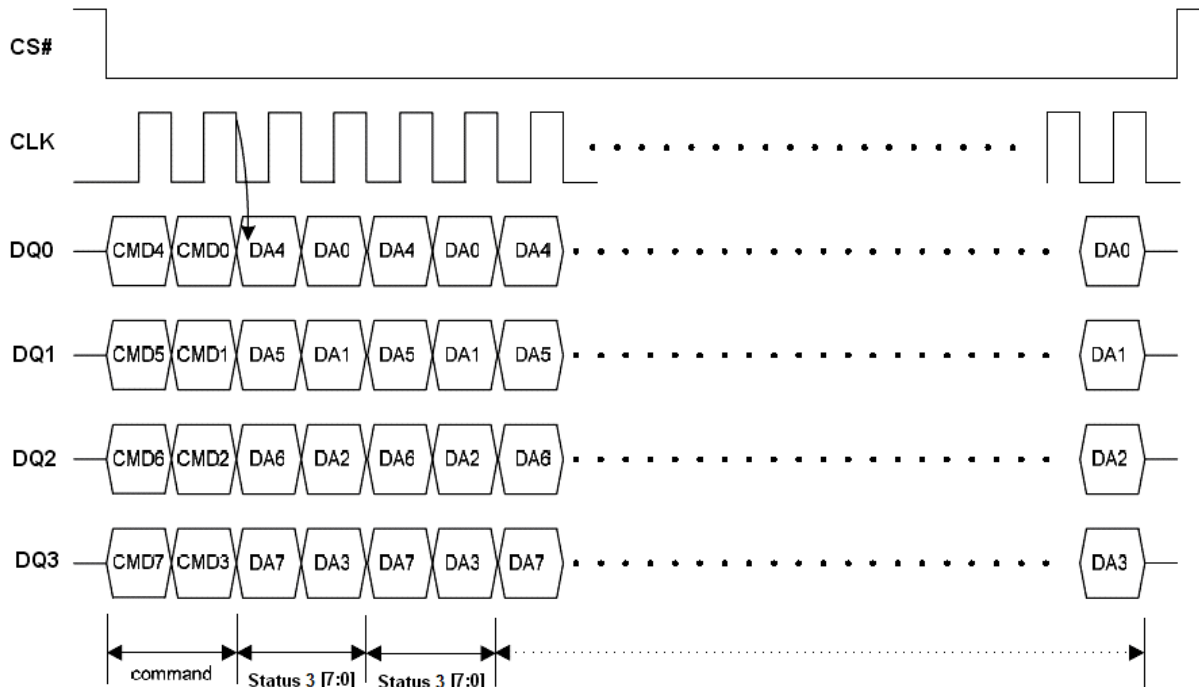 CS#
CLK
DQ0 CMD4 CMD0 DA4 DA0 DA4 DA0 DA4 DA0
DQ1 CMD5 CMD1 DA5 DA1 DA5 DA1 DA5 DA1
DQ2 CMD6 CMD2 DA6 DA2 DA6 DA2 DA6 DA2
DQ3 CMD7 CMD3 DA7 DA3 DA7 DA3 DA7 DA3
command Status 3 [7:0] Status 3 [7:0]